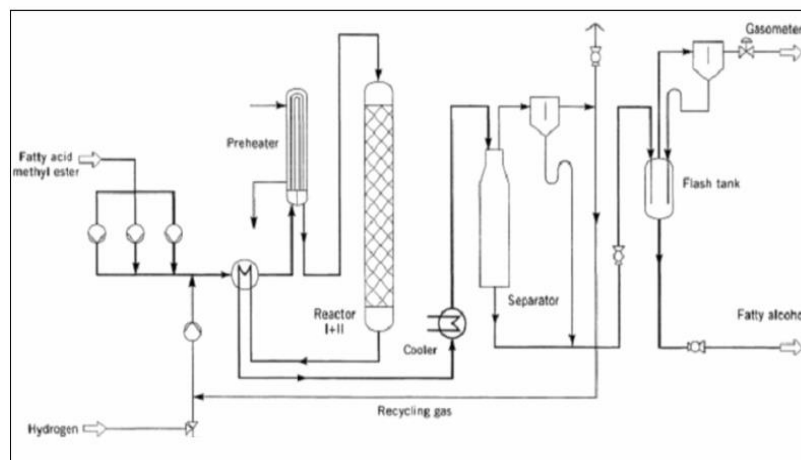 Gasometer
Preheater
Fatty acid
methyl ester
Flash tank
Reactor
I+II
Separator
Cooler
Fatty alcoho
Recycling gas
Hydrogen